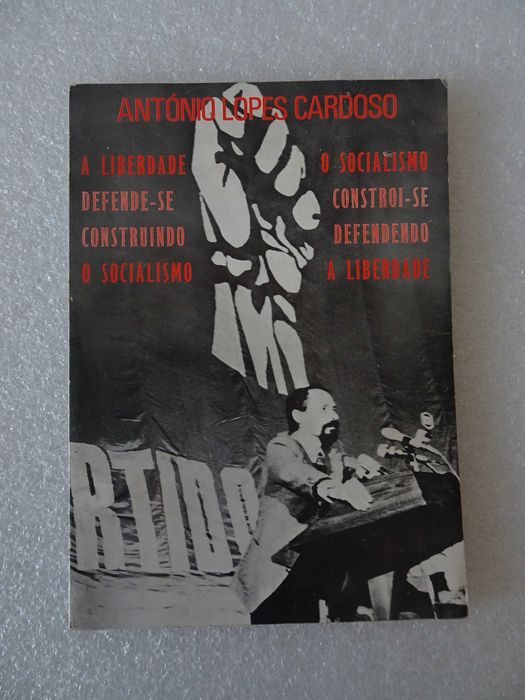 ANTÓNIO LOPES CARDOSO
A LIBERDADE
DEFENDE-SE
CONSTRUINDO
O SOCIALISMO
O SOCIALISMO
CONSTROI-SE
DEFENDENDO
A LIBERDADE
RTIDO